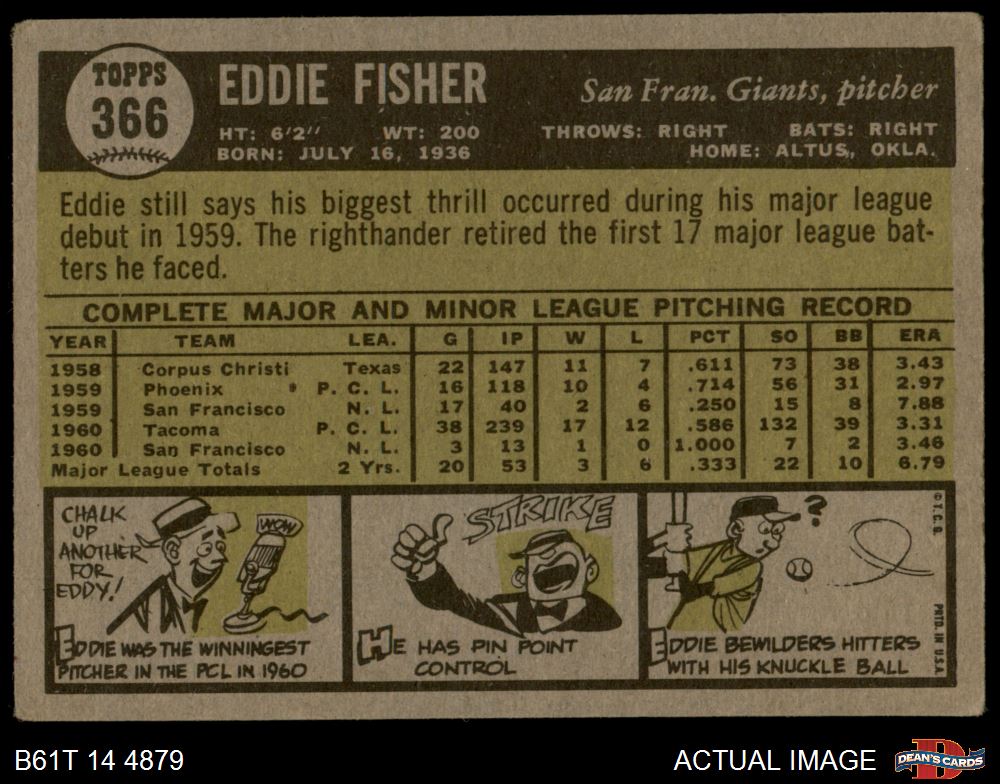 TOPPS
366
EDDIE FISHER
San Fran. Giants, pitcher
HT: 6'2'' WT: 200 THROWS: RIGHT BATS: RIGHT
BORN: JULY 16, 1936 HOME: ALTUS, OKLA.
Eddie still says his biggest thrill occurred during his major league
debut in 1959. The righthander retired the first 17 major league bat-
ters he faced.
COMPLETE MAJOR AND MINOR LEAGUE PITCHING RECORD
YEAR TEAM LEA. G IP W L PCT SO BB ERA
1958 Corpus Christi Texas 22 147 11 7 .611 73 38 3.43
1959 Phoenix P. C. L. 16 118 10 4 .714 56 31 2.97
1959 San Francisco N. L. 17 40 2 6 .250 15 8 7.88
1960 Tacoma P. C. L. 38 239 17 12 .586 132 39 3.31
1960 San Francisco N. L. 3 13 1 0 1.000 7 2 3.46
Major League Totals 2 Yrs. 20 53 3 6 .333 22 10 6.79
CHALK
UP
ANOTHER
FOR
EDDY!
WOW
EDDIE WAS THE WINNINGEST
PITCHER IN THE PCL IN 1960
STRIKE
HE HAS PIN POINT
CONTROL
?
EDDIE BEWILDERS HITTERS
WITH HIS KNUCKLE BALL
© T. C. G.
PRTD. IN U.S.A.
B61T 14 4879
ACTUAL IMAGE
D
DEAN'S CARDS